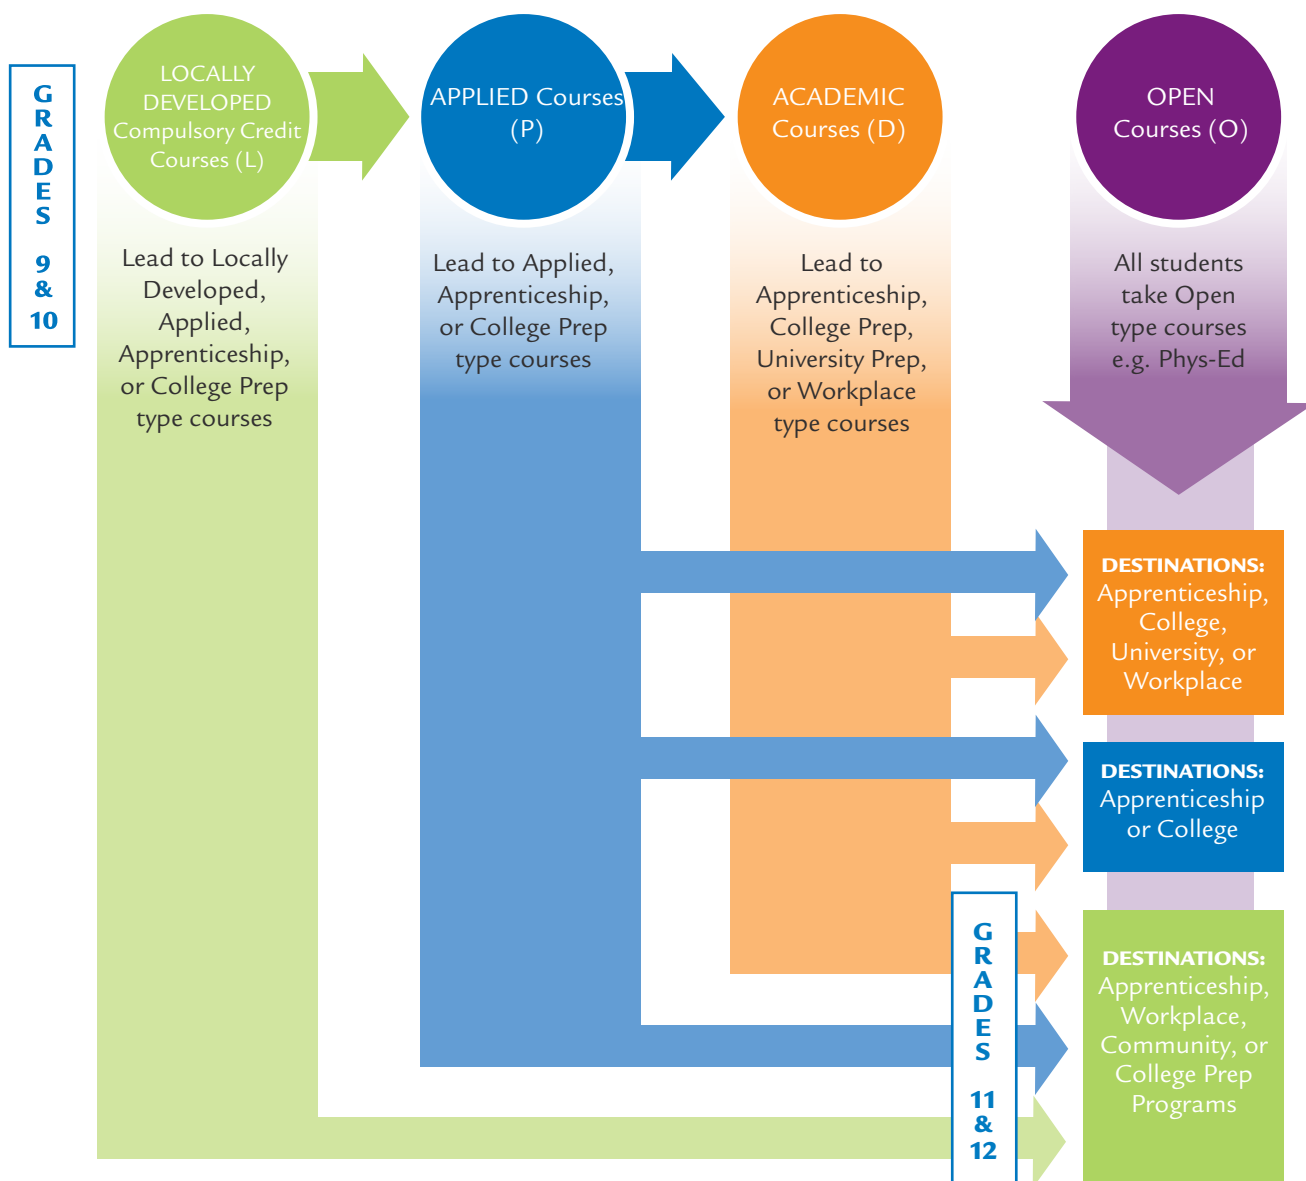 GRADES 9 & 10
LOCALLY
DEVELOPED
Compulsory Credit
Courses (L)
APPLIED Courses
(P)
ACADEMIC
Courses (D)
OPEN
Courses (O)
Lead to Locally
Developed,
Applied,
Apprenticeship,
or College Prep
type courses
Lead to Applied,
Apprenticeship,
or College Prep
type courses
Lead to
Apprenticeship,
College Prep,
University Prep,
or Workplace
type courses
All students
take Open
type courses
e.g. Phys-Ed
DESTINATIONS:
Apprenticeship,
College,
University, or
Workplace
DESTINATIONS:
Apprenticeship
or College
GRADES 11 & 12
DESTINATIONS:
Apprenticeship,
Workplace,
Community, or
College Prep
Programs